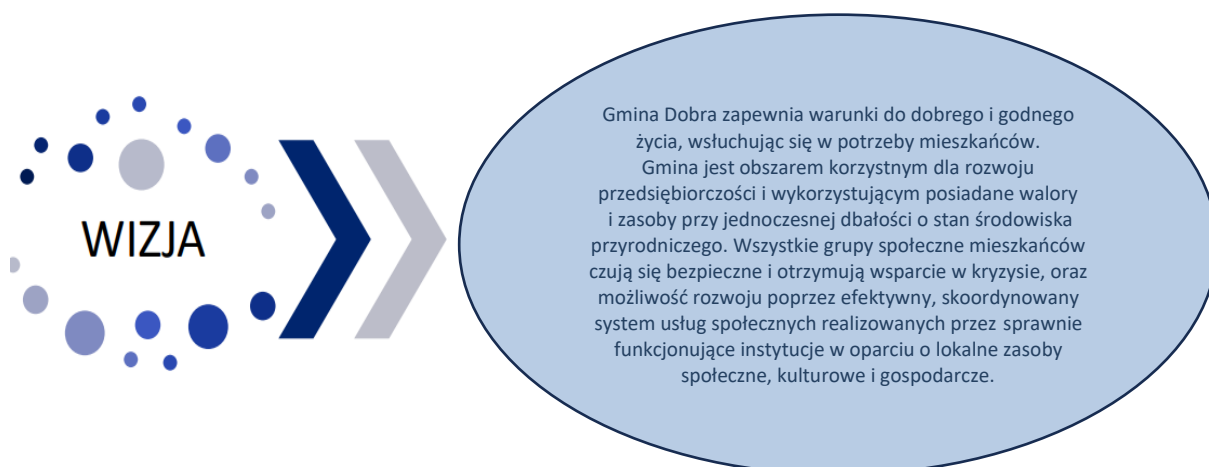 WIZJA
Gmina Dobra zapewnia warunki do dobrego i godnego
życia, wsłuchując się w potrzeby mieszkańców.
Gmina jest obszarem korzystnym dla rozwoju
przedsiębiorczości i wykorzystującym posiadane walory
i zasoby przy jednoczesnej dbałości o stan środowiska
przyrodniczego. Wszystkie grupy społeczne mieszkańców
czują się bezpieczne i otrzymują wsparcie w kryzysie, oraz
możliwość rozwoju poprzez efektywny, skoordynowany
system usług społecznych realizowanych przez sprawnie
funkcjonujące instytucje w oparciu o lokalne zasoby
społeczne, kulturowe i gospodarcze.